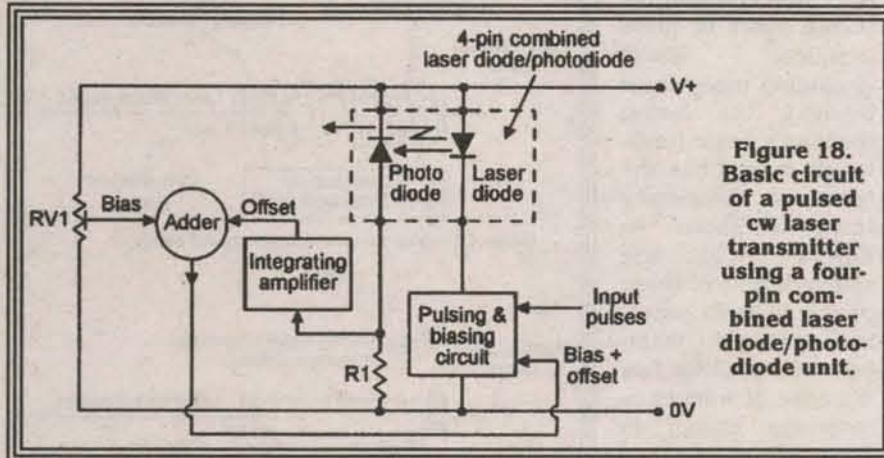 4-pin combined
laser diode/photodiode
V+
Photo
diode
Laser
diode
RV1
Bias
Adder
Offset
Integrating
amplifier
R1
Pulsing &
biasing
circuit
Input
pulses
Bias +
offset
0V
Figure 18.
Basic circuit
of a pulsed
cw laser
transmitter
using a four-
pin com-
bined laser
diode/photo-
diode unit.